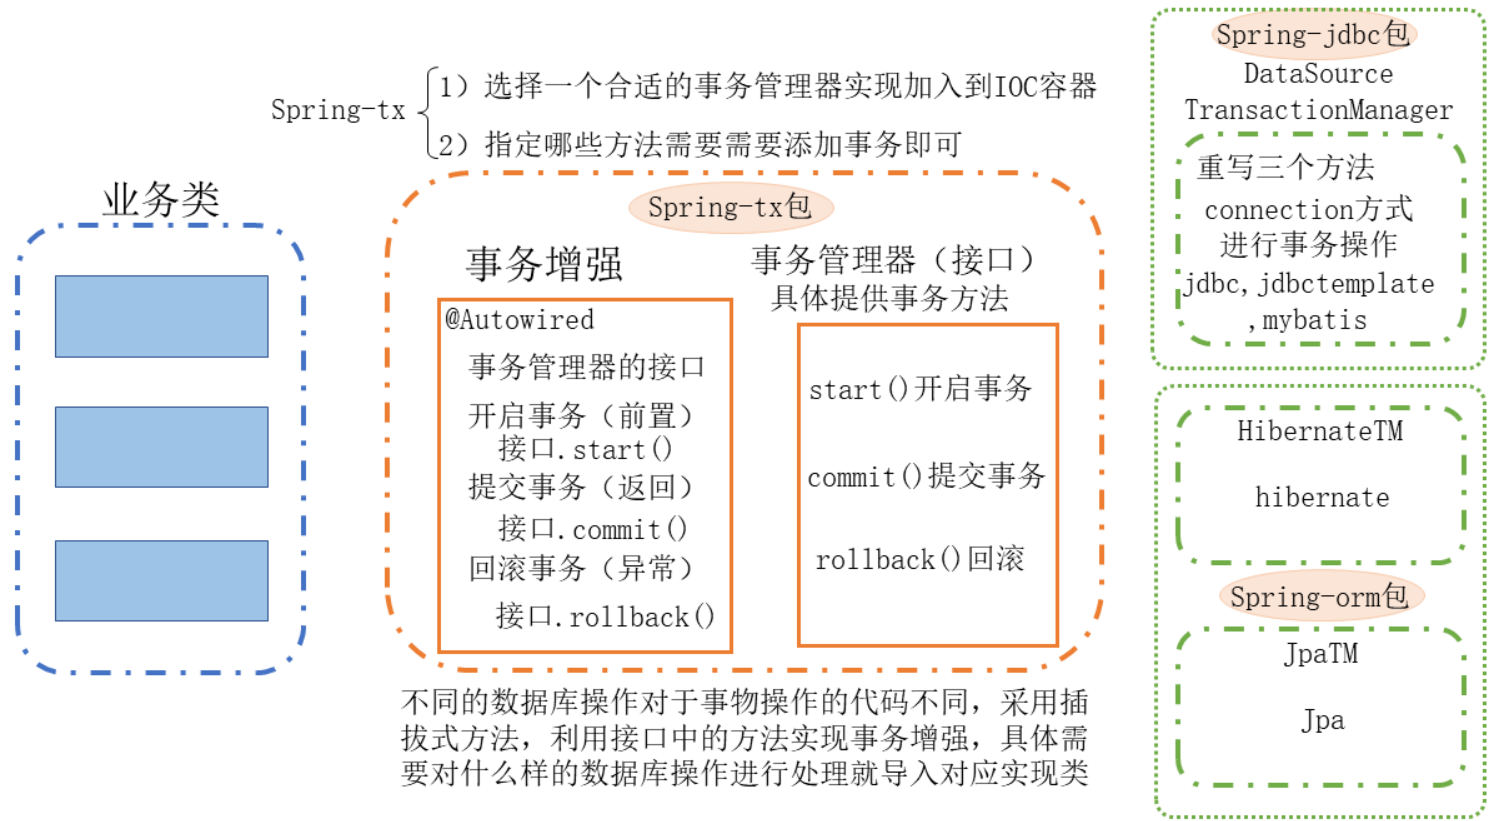 Spring-tx
1）选择一个合适的事务管理器实现加入到IOC容器
2）指定哪些方法需要需要添加事务即可
业务类
Spring-tx包
事务增强
@Autowired
事务管理器的接口
开启事务（前置）
接口.start()
提交事务（返回）
接口.commit()
回滚事务（异常）
接口.rollback()
事务管理器（接口）
具体提供事务方法
start()开启事务
commit()提交事务
rollback()回滚
不同的数据库操作对于事物操作的代码不同，采用插
拔式方法，利用接口中的方法实现事务增强，具体需
要对什么样的数据库操作进行处理就导入对应实现类
Spring-jdbc包
DataSource
TransactionManager
重写三个方法
connection方式
进行事务操作
jdbc,jdbctemplate
,mybatis
HibernateTM
hibernate
Spring-orm包
JpaTM
Jpa